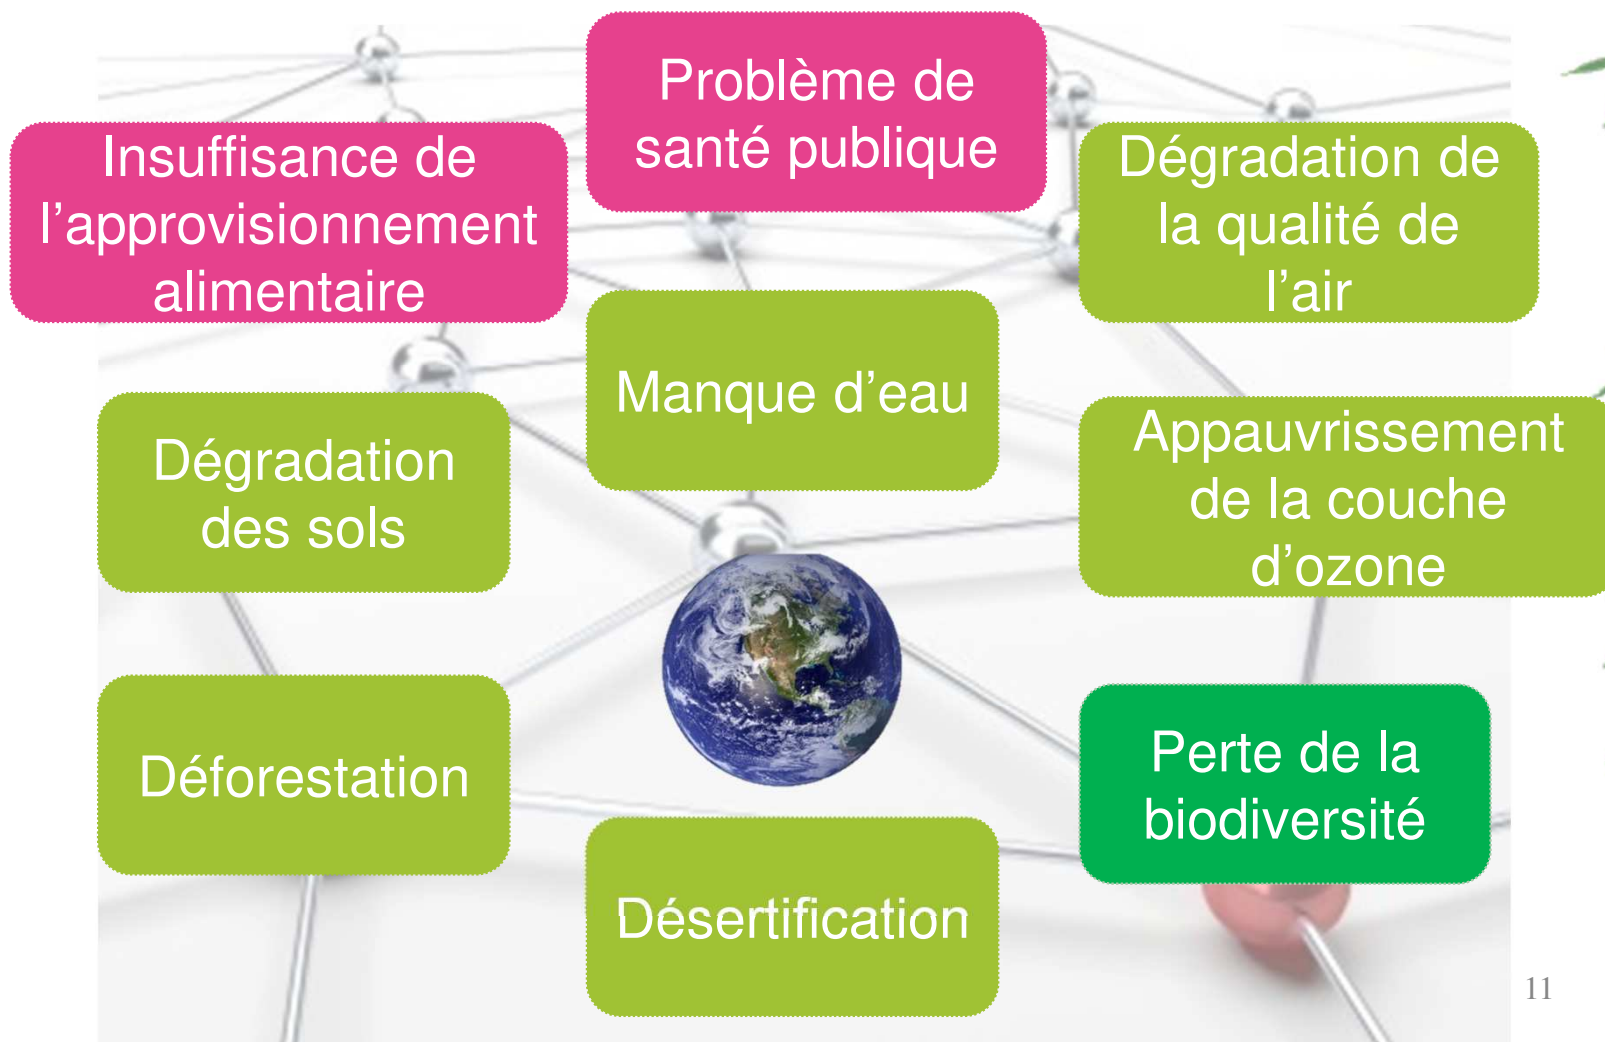 Problème de
santé publique
Insuffisance de
l’approvisionnement
alimentaire
Dégradation de
la qualité de
l’air
Manque d’eau
Dégradation
des sols
Appauvrissement
de la couche
d’ozone
Déforestation
Perte de la
biodiversité
Désertification
11